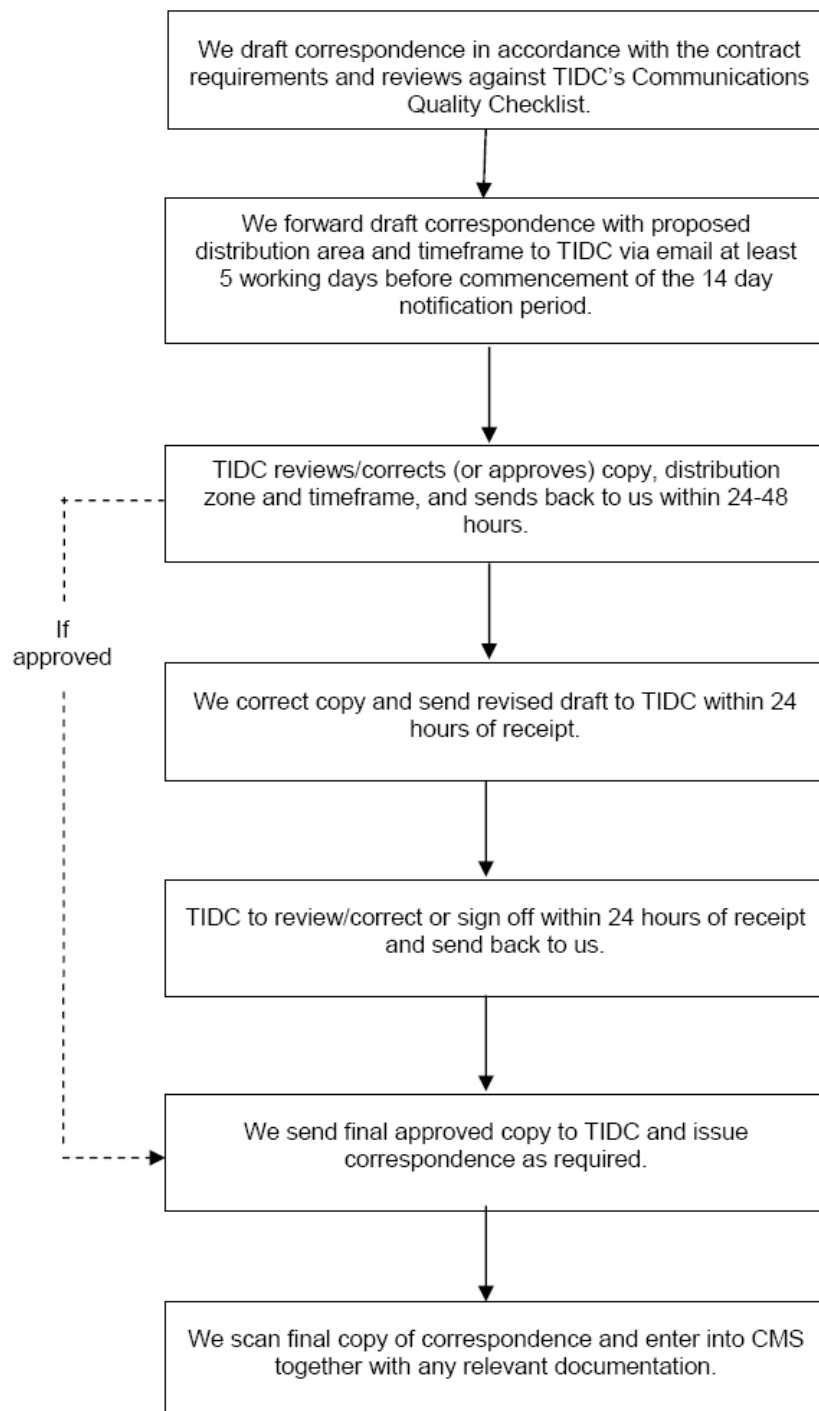 We draft correspondence in accordance with the contract
requirements and reviews against TIDC's Communications
Quality Checklist.
We forward draft correspondence with proposed
distribution area and timeframe to TIDC via email at least
5 working days before commencement of the 14 day
notification period.
TIDC reviews/corrects (or approves) copy, distribution
zone and timeframe, and sends back to us within 24-48
hours.
If
approved
We correct copy and send revised draft to TIDC within 24
hours of receipt.
TIDC to review/correct or sign off within 24 hours of receipt
and send back to us.
We send final approved copy to TIDC and issue
correspondence as required.
We scan final copy of correspondence and enter into CMS
together with any relevant documentation.